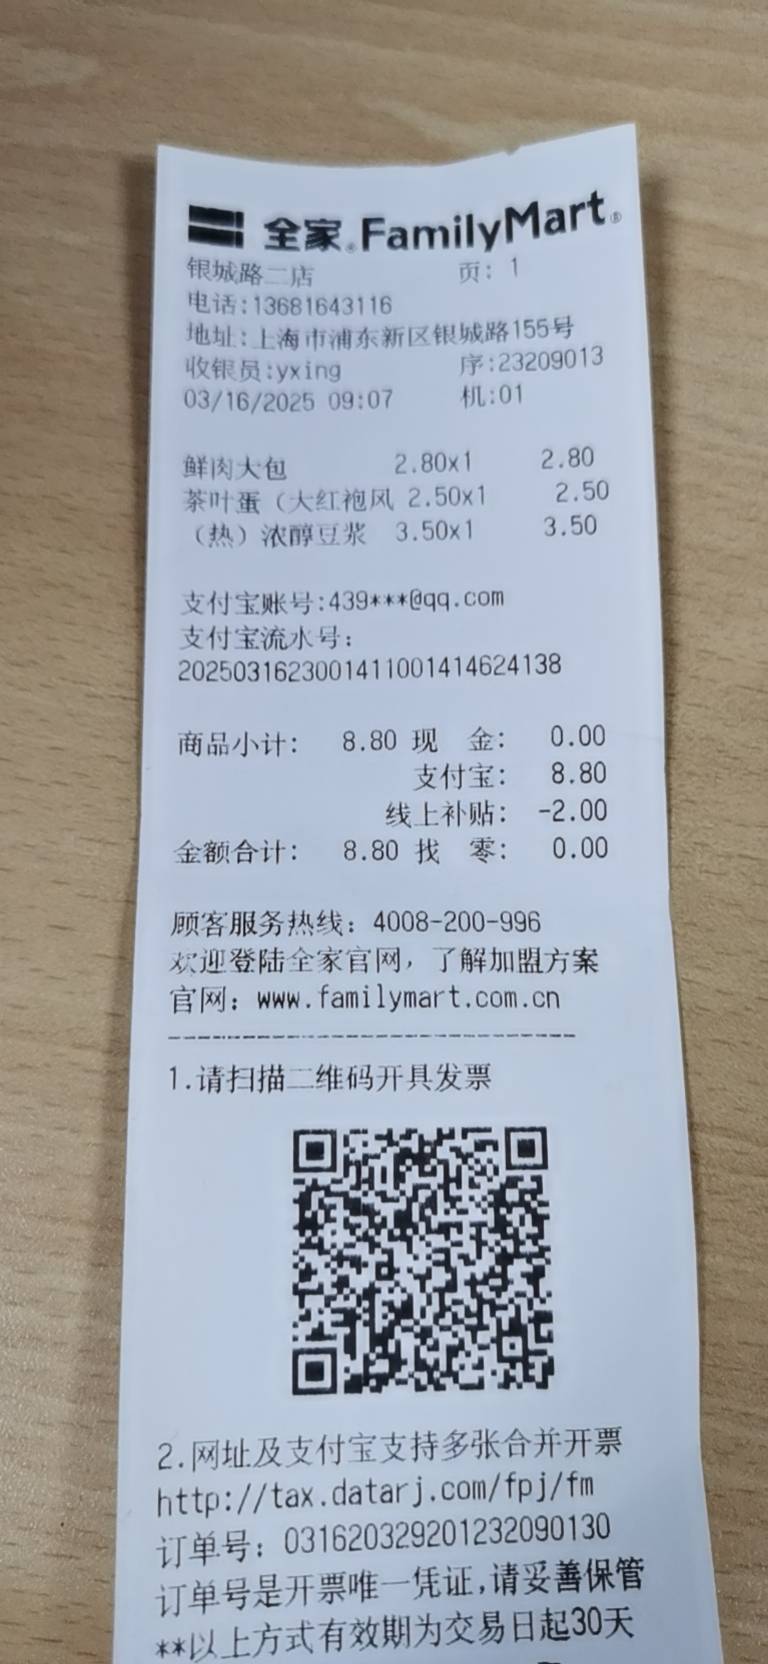 全家®FamilyMart®
银城路二店 页: 1
电话:13681643116
地址:上海市浦东新区银城路155号
收银员:yxing 序:23209013
03/16/2025 09:07 机:01
鲜肉大包 2.80x1 2.80
茶叶蛋（大红袍风 2.50x1 2.50
（热）浓醇豆浆 3.50x1 3.50
支付宝账号:439***@qq.com
支付宝流水号:
2025031623001411001414624138
商品小计: 8.80 现 金: 0.00
支付宝: 8.80
线上补贴: -2.00
金额合计: 8.80 找 零: 0.00
顾客服务热线：4008-200-996
欢迎登陆全家官网，了解加盟方案
官网：www.familymart.com.cn
1.请扫描二维码开具发票
2.网址及支付宝支持多张合并开票
http://tax.datarj.com/fpj/fm
订单号：031620329201232090130
订单号是开票唯一凭证,请妥善保管
**以上方式有效期为交易日起30天